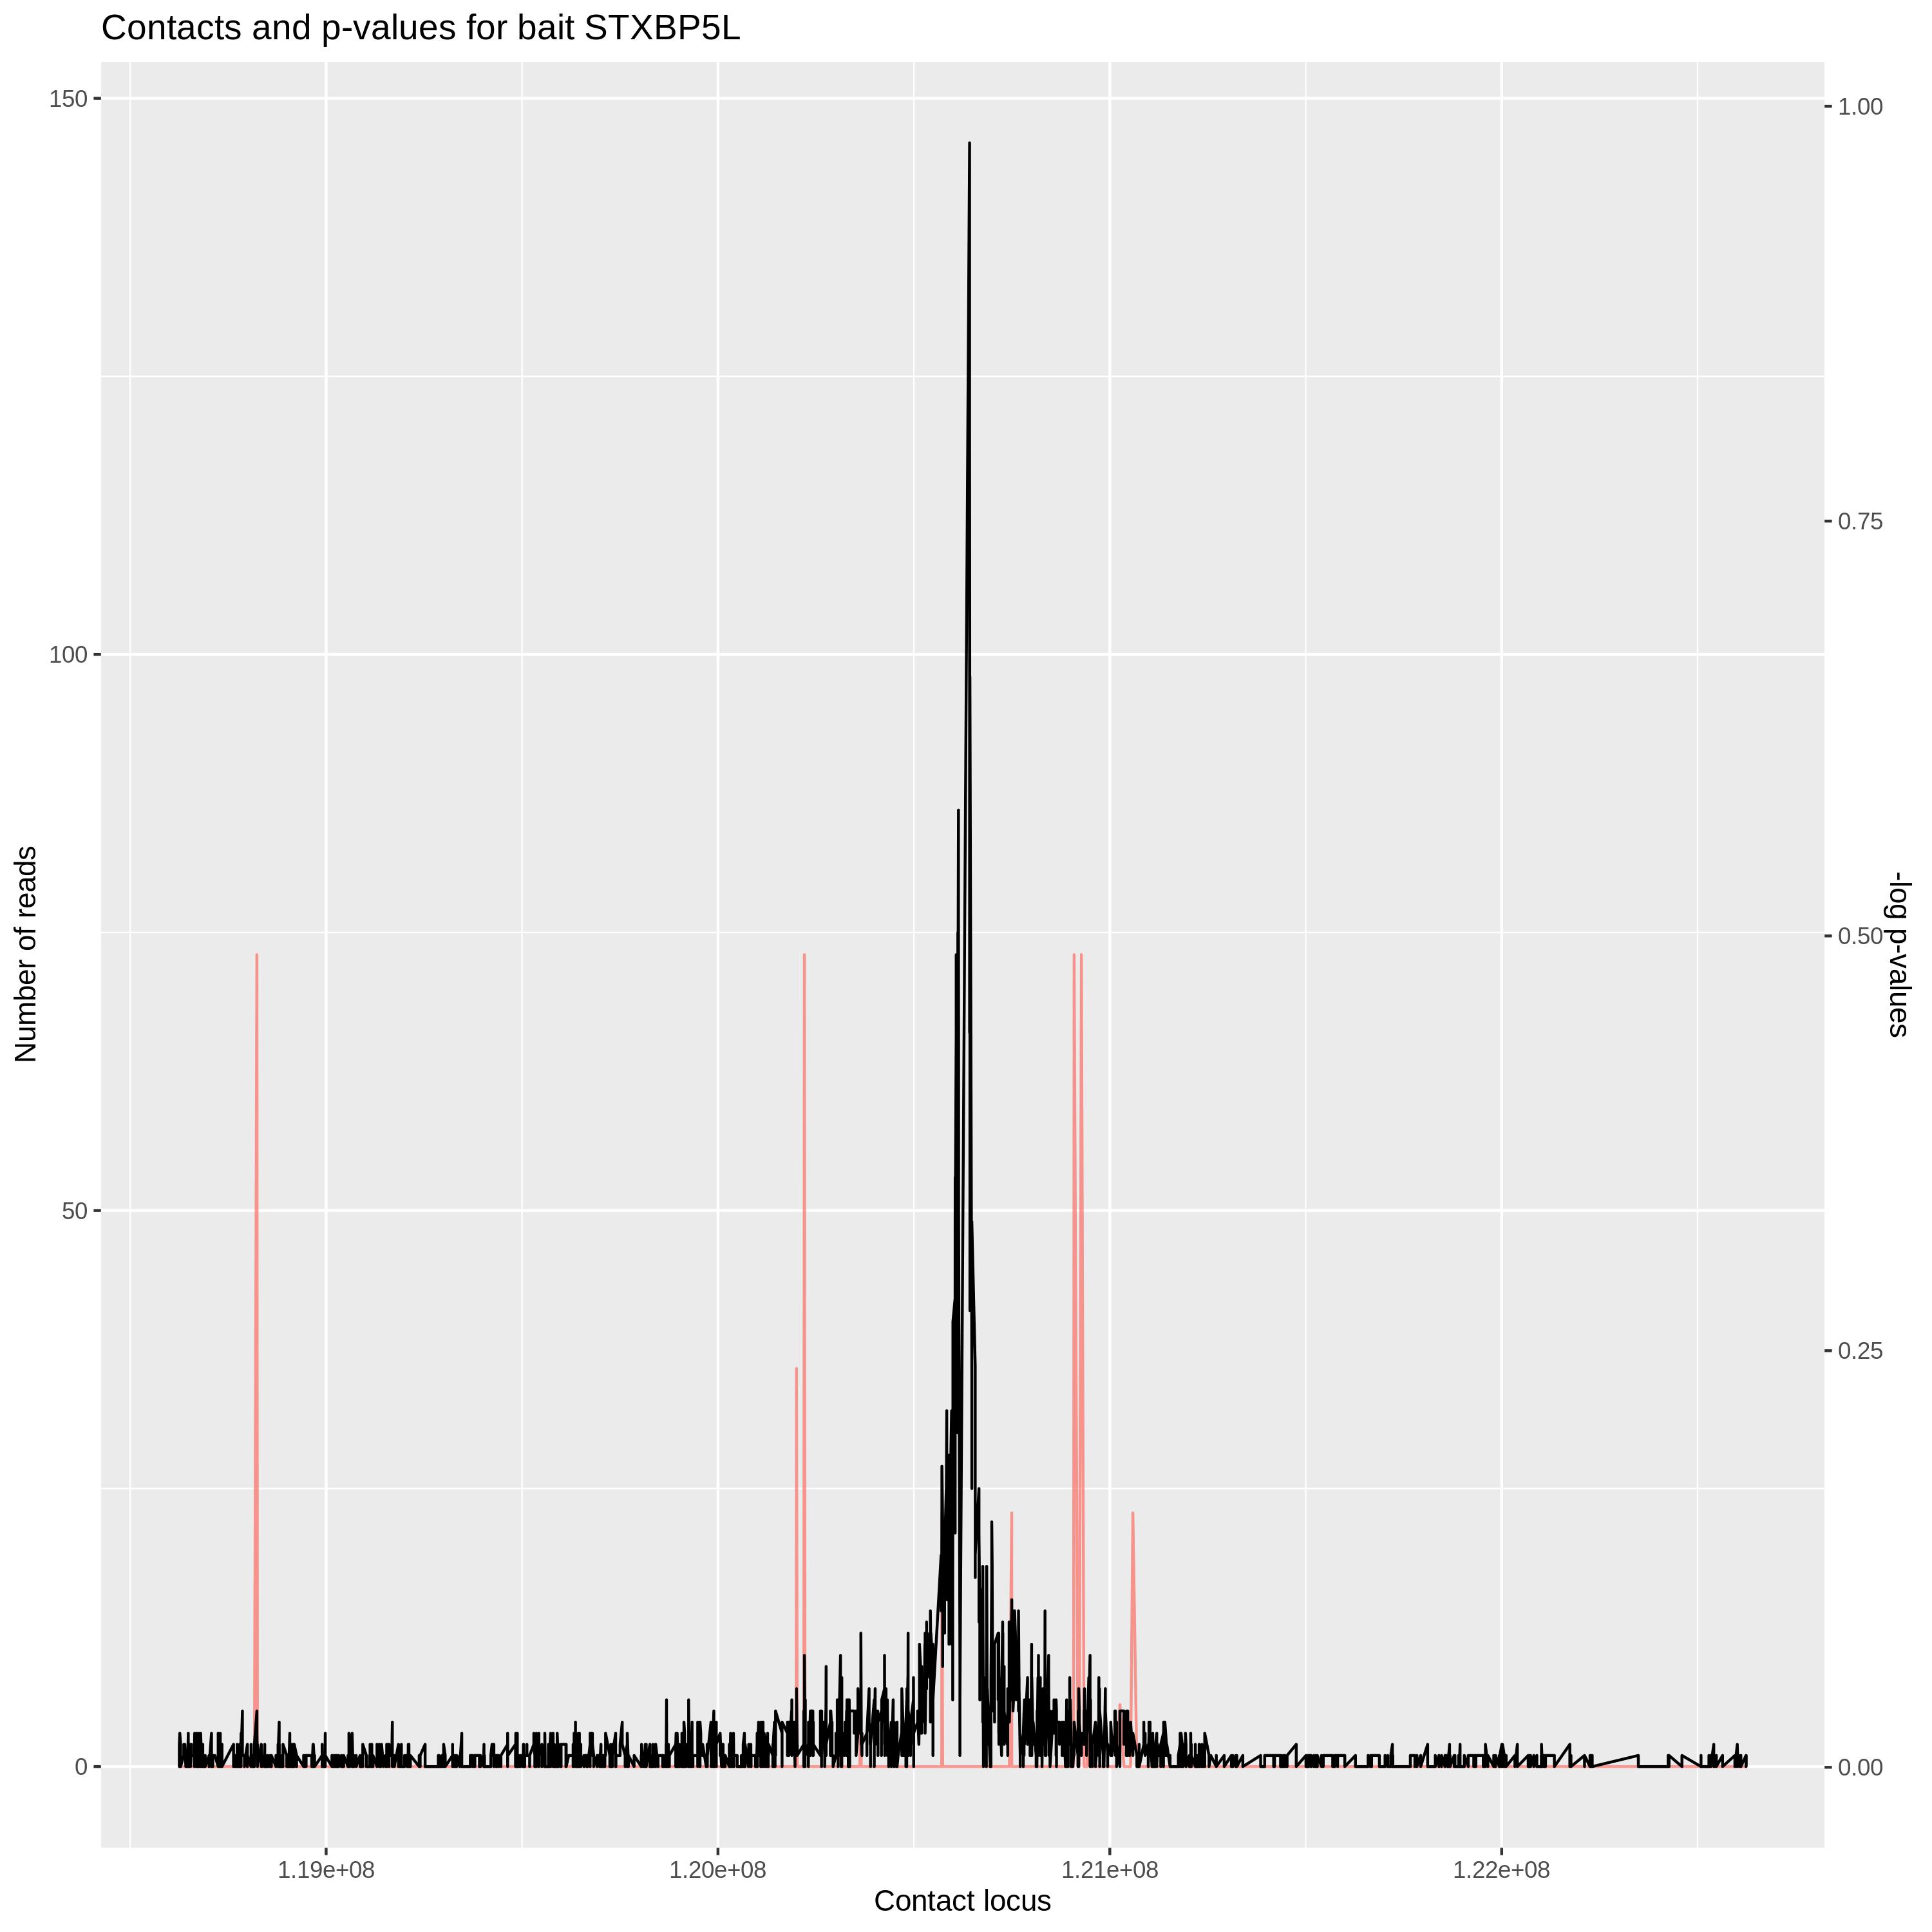 Contacts and p-values for bait STXBP5L
150
100
50
0
Number of reads
1.00
0.75
0.50
0.25
0.00
-log p-values
1.19e+08
1.20e+08
1.21e+08
1.22e+08
Contact locus